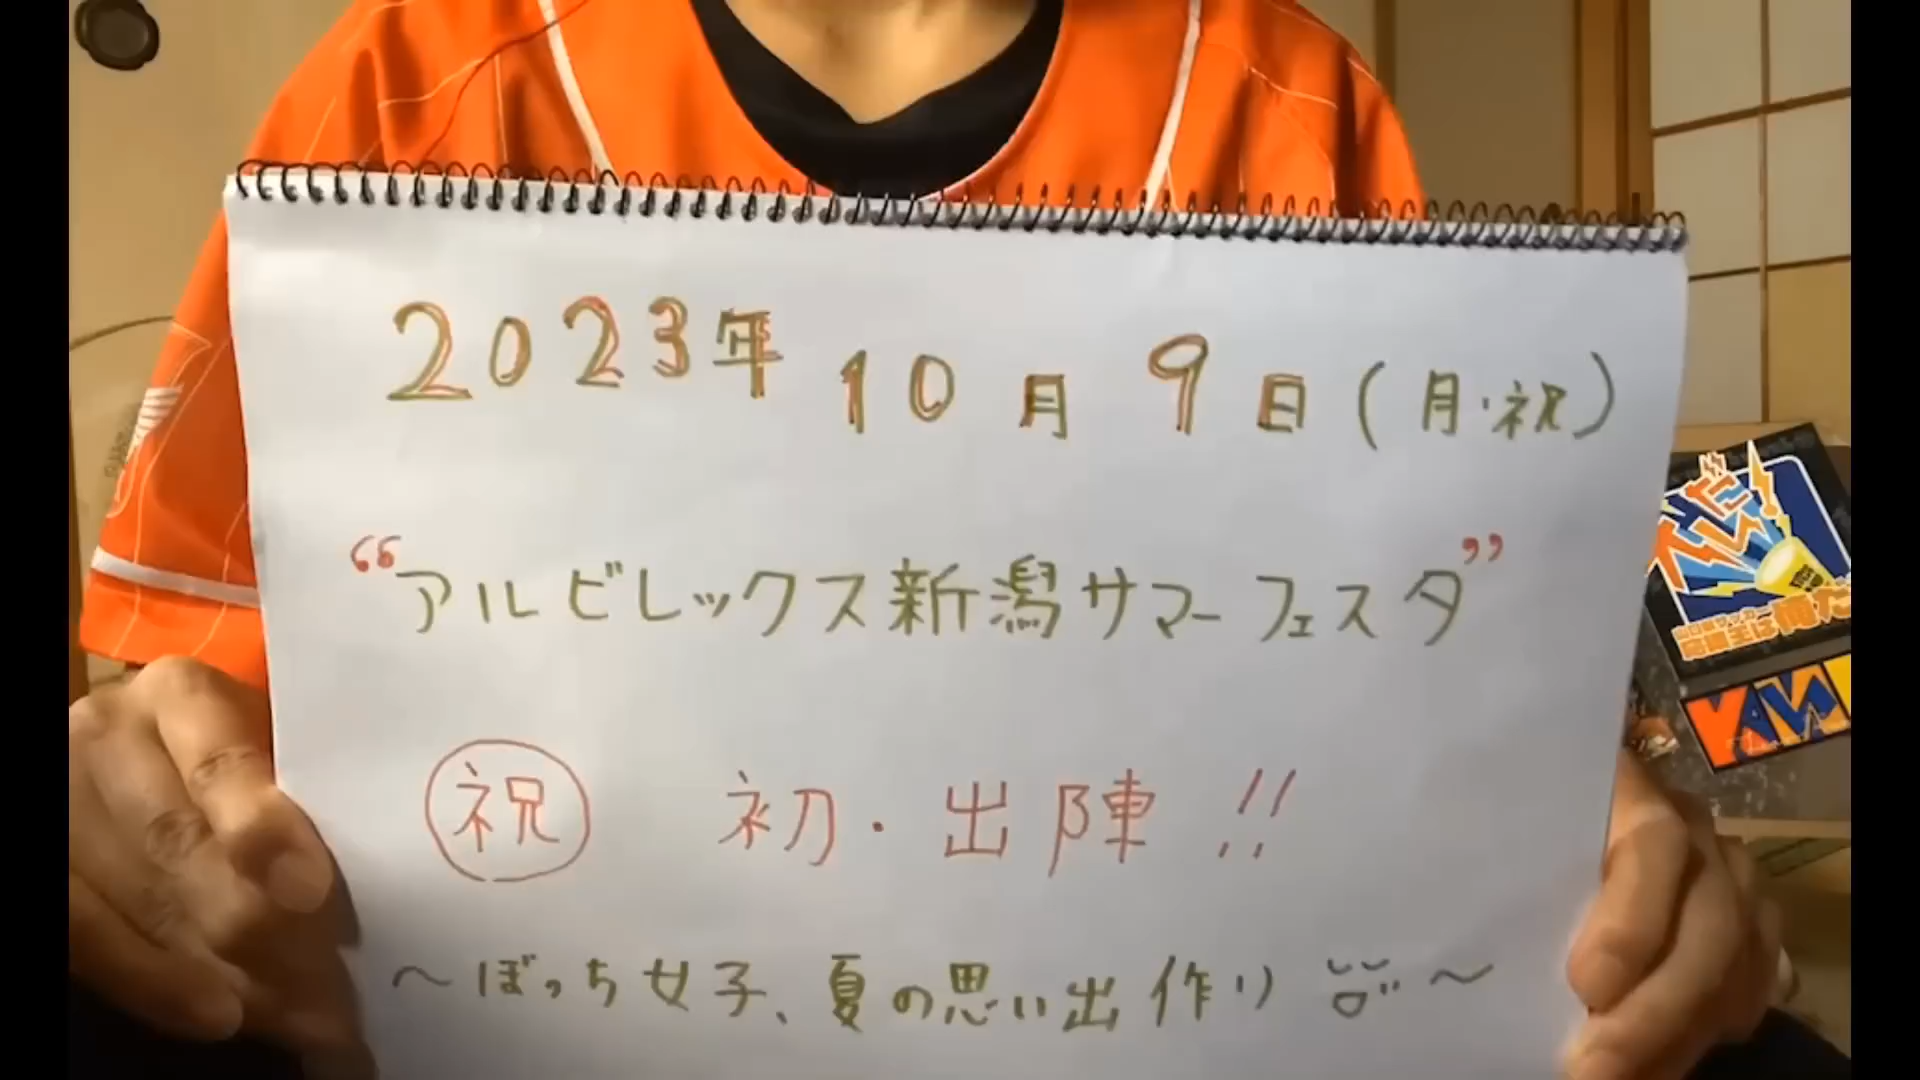 2023年 10月 9日(月・祝)
“アルビレックス新潟サマーフェスタ”
祝 初・出陣!!
～ぼっち女子、夏の思い出作り～
俺だ